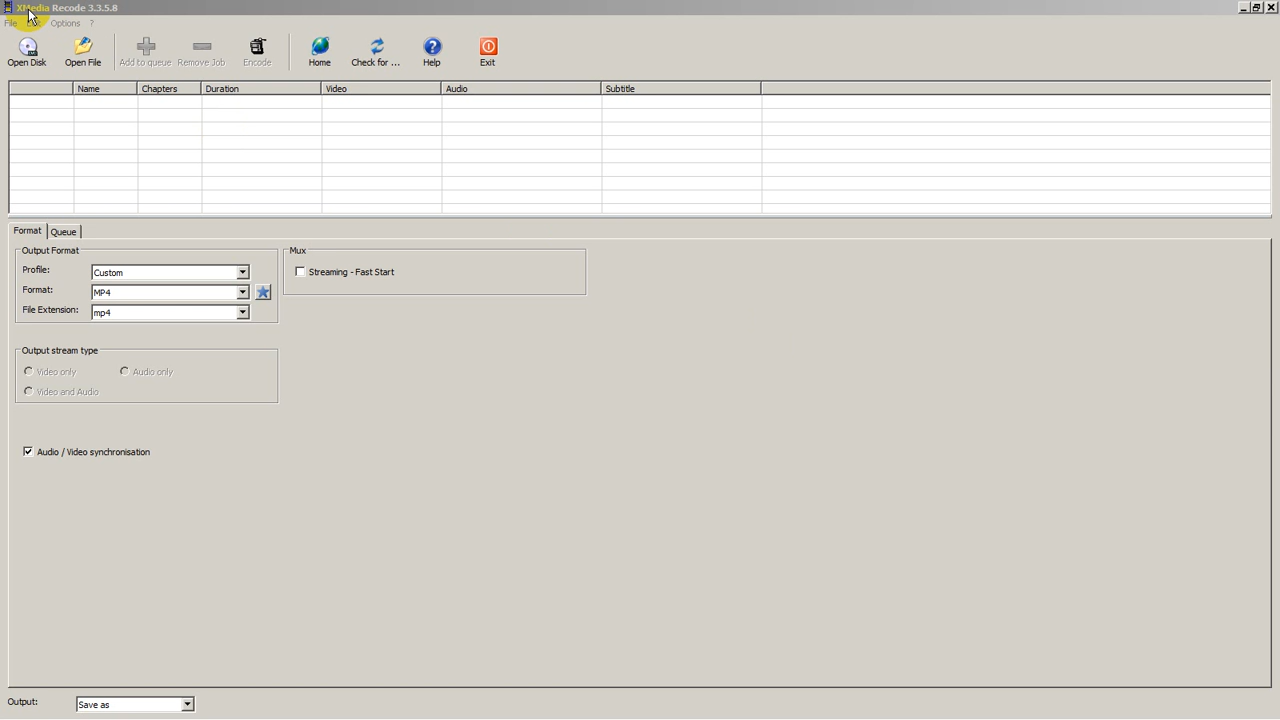 XMedia Recode 3.3.5.8
File Edit Options ?
Open Disk Open File Add to queue Remove Job Encode Home Check for ... Help Exit
Name Chapters Duration Video Audio Subtitle
Format Queue
Output Format
Profile: Custom
Format: MP4
File Extension: mp4
Mux
Streaming - Fast Start
Output stream type
Video only Audio only
Video and Audio
Audio / Video synchronisation
Output: Save as